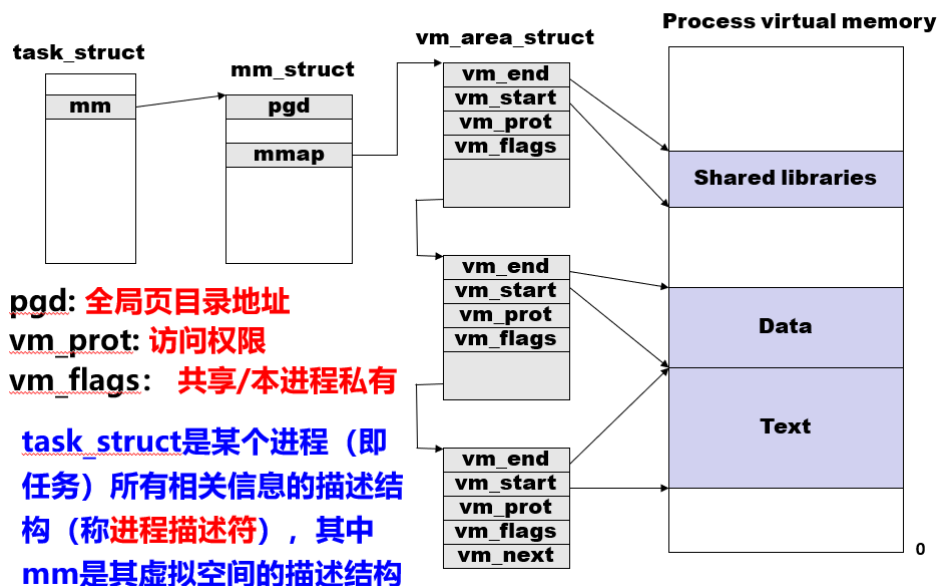 Process virtual memory
task_struct
vm_area_struct
mm_struct
mm
pgd
mmap
vm_end
vm_start
vm_prot
vm_flags
Shared libraries
vm_end
vm_start
vm_prot
vm_flags
Data
Text
vm_end
vm_start
vm_prot
vm_flags
vm_next
0
pgd: 全局页目录地址
vm_prot: 访问权限
vm_flags： 共享/本进程私有
task_struct是某个进程（即
任务）所有相关信息的描述结
构（称进程描述符），其中
mm是其虚拟空间的描述结构